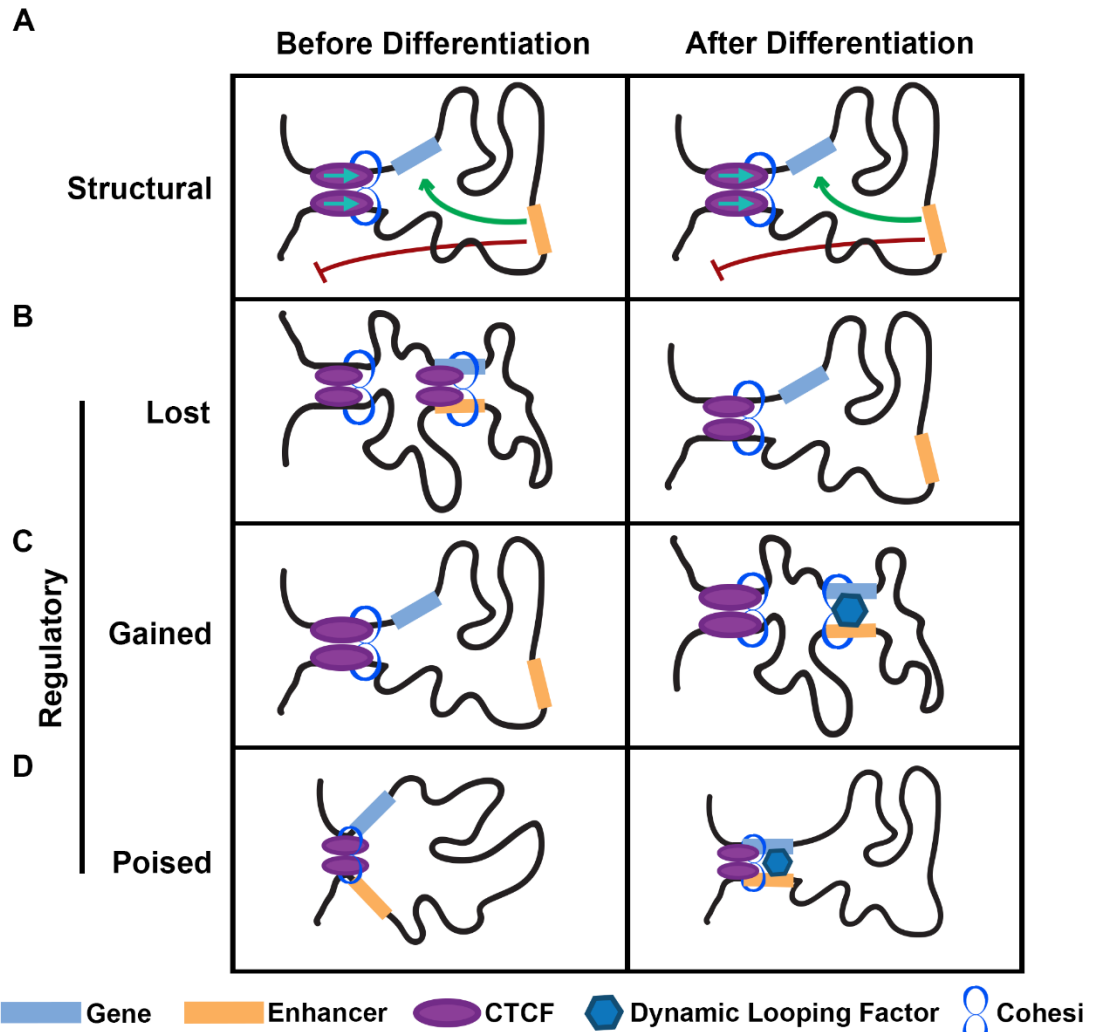 A
Before Differentiation After Differentiation
Structural
B
Lost
C
Gained
Regulatory
D
Poised
Gene Enhancer CTCF Dynamic Looping Factor Cohesi